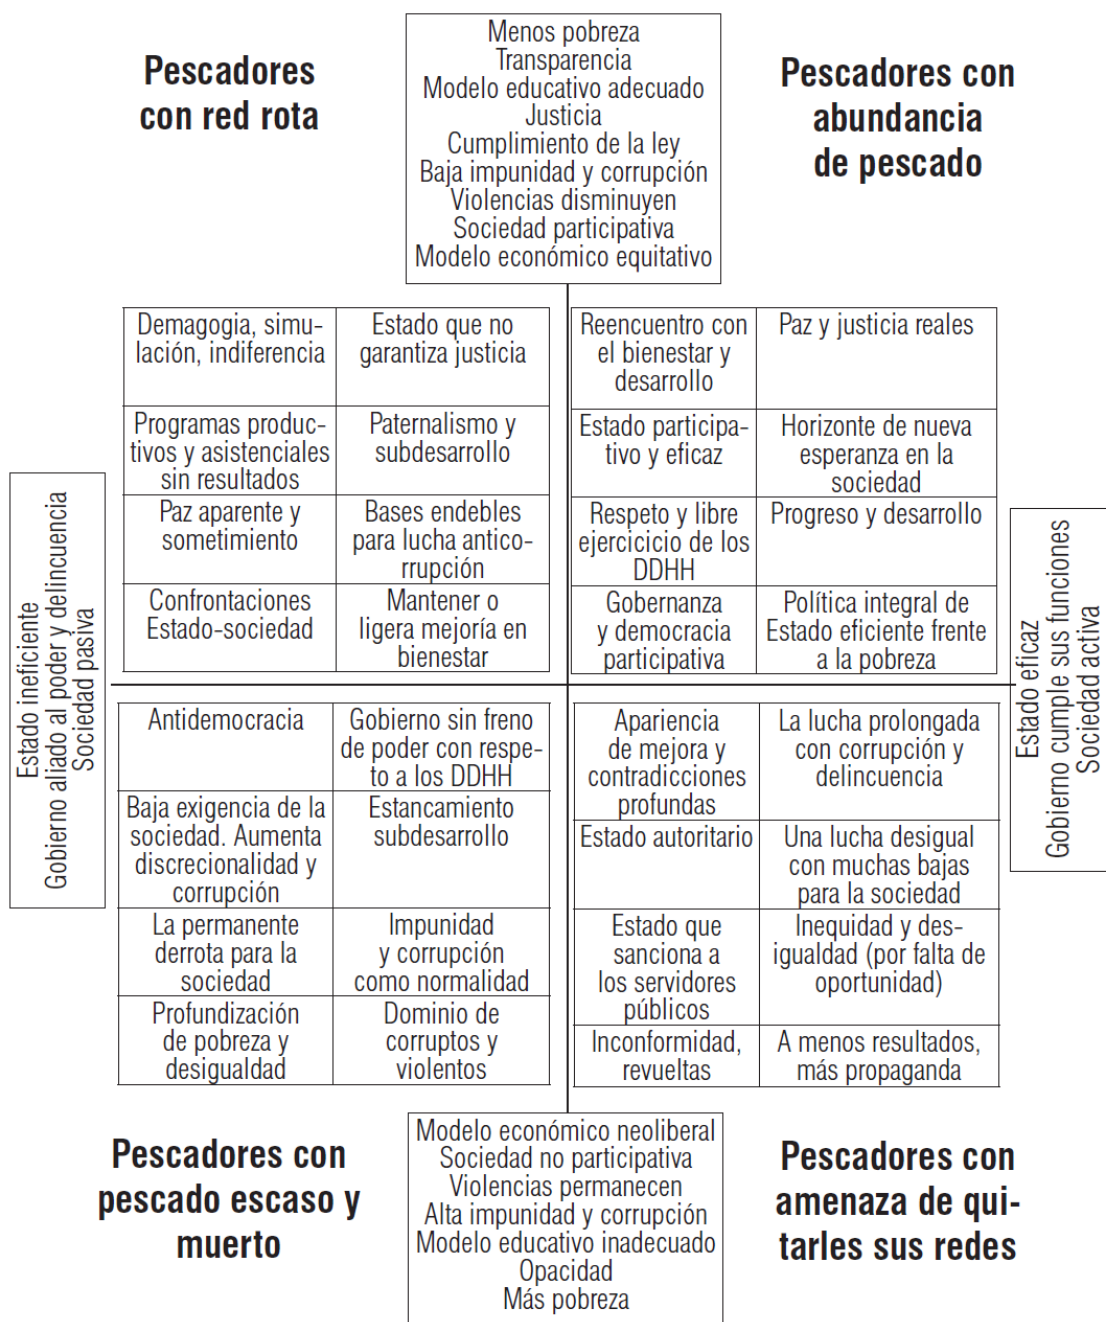 Pescadores
con red rota
Menos pobreza
Transparencia
Modelo educativo adecuado
Justicia
Cumplimiento de la ley
Baja impunidad y corrupción
Violencias disminuyen
Sociedad participativa
Modelo económico equitativo
Pescadores con
abundancia
de pescado
Estado ineficiente
Gobierno aliado al poder y delincuencia
Sociedad pasiva
Demagogia, simu-
lación, indiferencia
Estado que no
garantiza justicia
Programas produc-
tivos y asistenciales
sin resultados
Paternalismo y
subdesarrollo
Paz aparente y
sometimiento
Bases endebles
para lucha antico-
rrupción
Confrontaciones
Estado-sociedad
Mantener o
ligera mejoría en
bienestar
Reencuentro con
el bienestar y
desarrollo
Paz y justicia reales
Estado participa-
tivo y eficaz
Horizonte de nueva
esperanza en la
sociedad
Respeto y libre
ejercicicio de los
DDHH
Progreso y desarrollo
Gobernanza
y democracia
participativa
Política integral de
Estado eficiente frente
a la pobreza
Estado eficaz
Gobierno cumple sus funciones
Sociedad activa
Antidemocracia
Gobierno sin freno
de poder con respe-
to a los DDHH
Baja exigencia de la
sociedad. Aumenta
discrecionalidad y
corrupción
Estancamiento
subdesarrollo
La permanente
derrota para la
sociedad
Impunidad
y corrupción
como normalidad
Profundización
de pobreza y
desigualdad
Dominio de
corruptos y
violentos
Apariencia
de mejora y
contradicciones
profundas
La lucha prolongada
con corrupción y
delincuencia
Estado autoritario
Una lucha desigual
con muchas bajas
para la sociedad
Estado que
sanciona a
los servidores
públicos
Inequidad y des-
igualdad (por falta de
oportunidad)
Inconformidad,
revueltas
A menos resultados,
más propaganda
Pescadores con
pescado escaso y
muerto
Modelo económico neoliberal
Sociedad no participativa
Violencias permanecen
Alta impunidad y corrupción
Modelo educativo inadecuado
Opacidad
Más pobreza
Pescadores con
amenaza de qui-
tarles sus redes